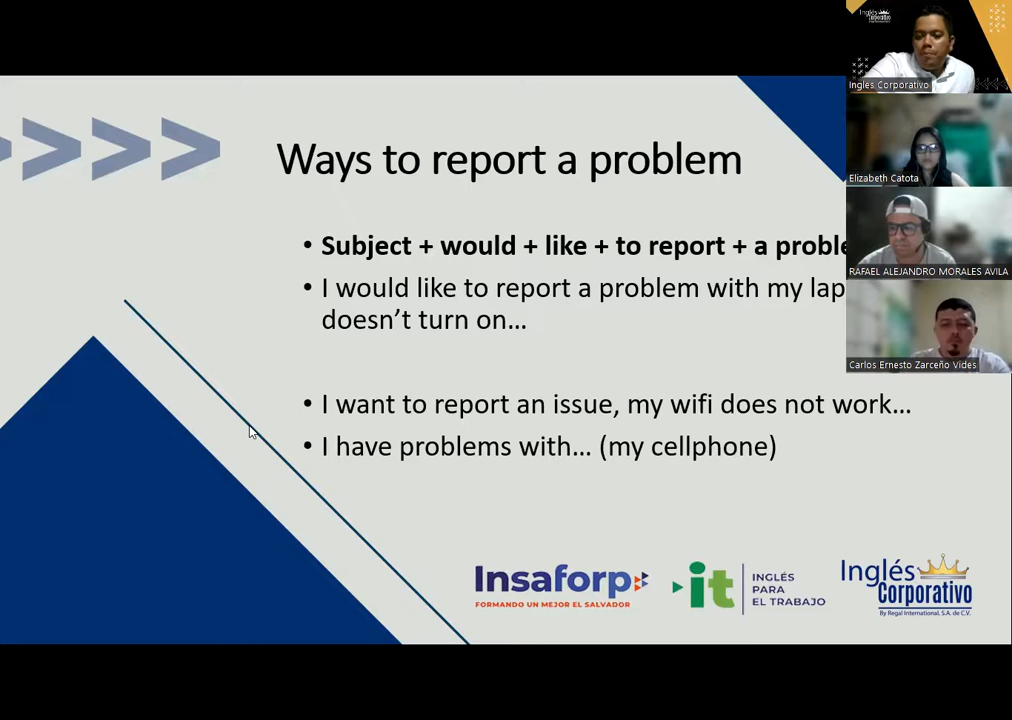 Ways to report a problem
• Subject + would + like + to report + a
• I would like to report a problem with my
doesn't turn on...
• I want to report an issue, my wifi does not work...
• I have problems with... (my cellphone)
Insaforp
FORMANDO UN MEJOR EL SALVADOR
it
INGLÉS
PARA
EL TRABAJO
Inglés
Corporativo
By Regal International, S.A. de C.V.
Inglés
Corporativo
Ingles Corporativo
Elizabeth Catota
RAFAEL ALEJANDRO MORALES AVILA
Carlos Ernesto Zarceño Vides